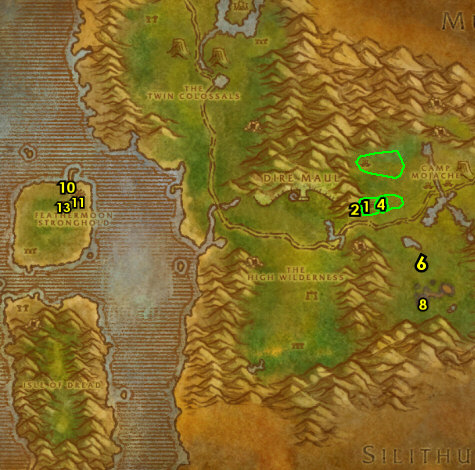 M
THE
TWIN COLOSSALS
DIRE MAUL
CAMP
MOJACHE
10
13 11
FEATHERMOON
STRONGHOLD
2 1 4
6
THE
HIGH WILDERNESS
8
ISLE OF DREAD
SILITHU